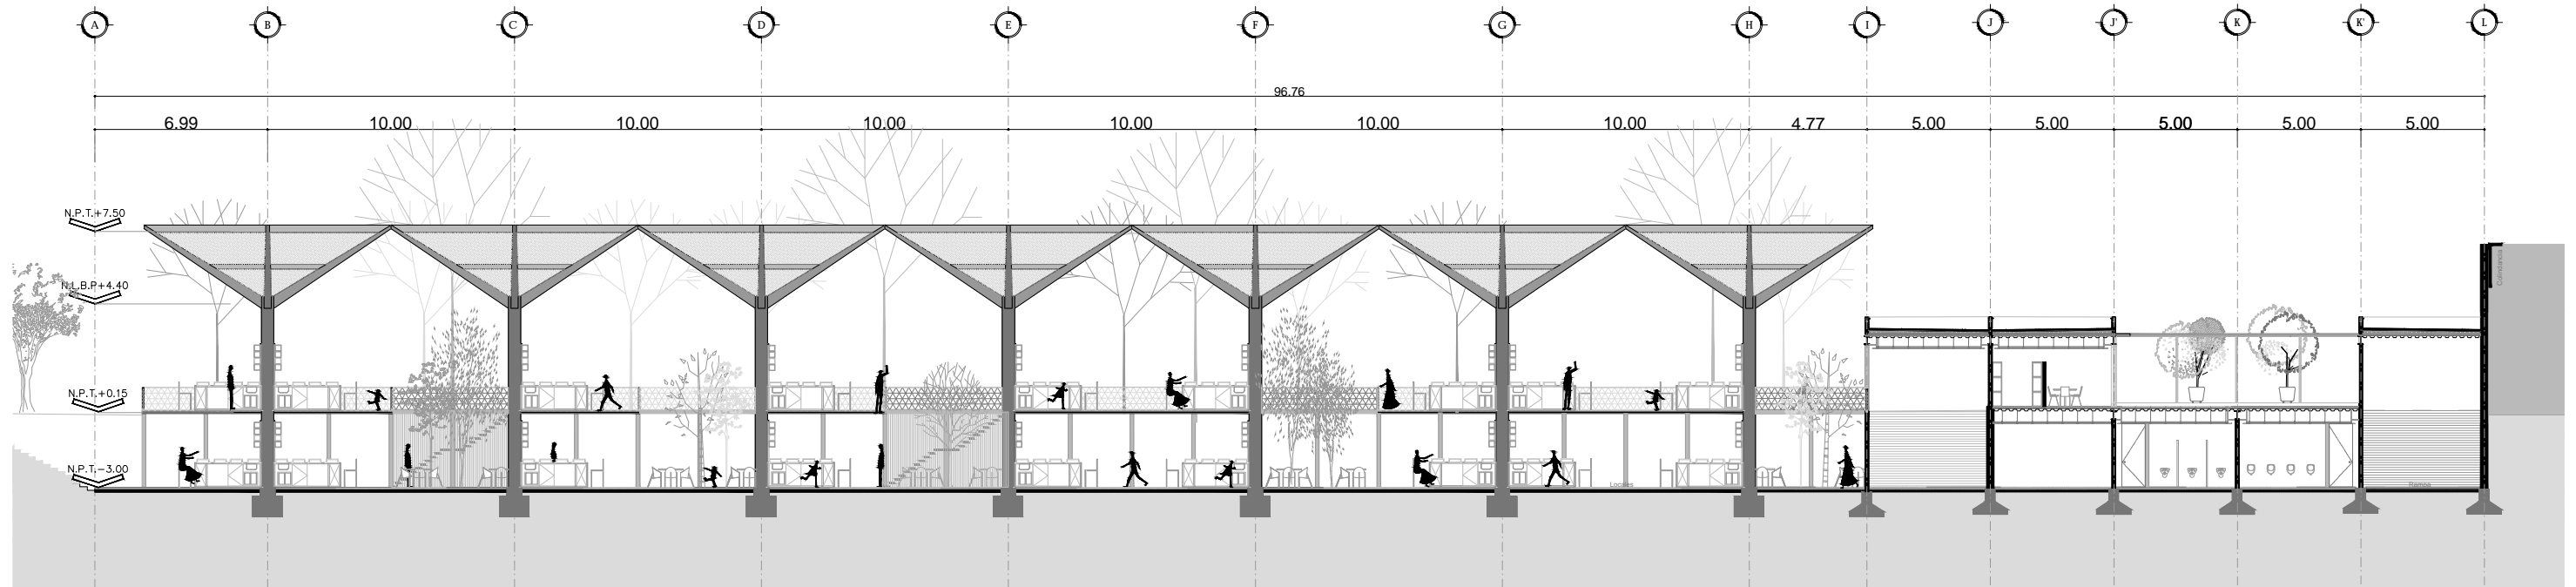 A B C D E F G H I J J' K K' L
96.76
6.99 10.00 10.00 10.00 10.00 10.00 10.00 4.77 5.00 5.00 5.00 5.00 5.00
N.P.T.+7.50
Colindancia
N.L.B.P+4.40
N.P.T.+0.15
N.P.T.-3.00
Locales
Rampa